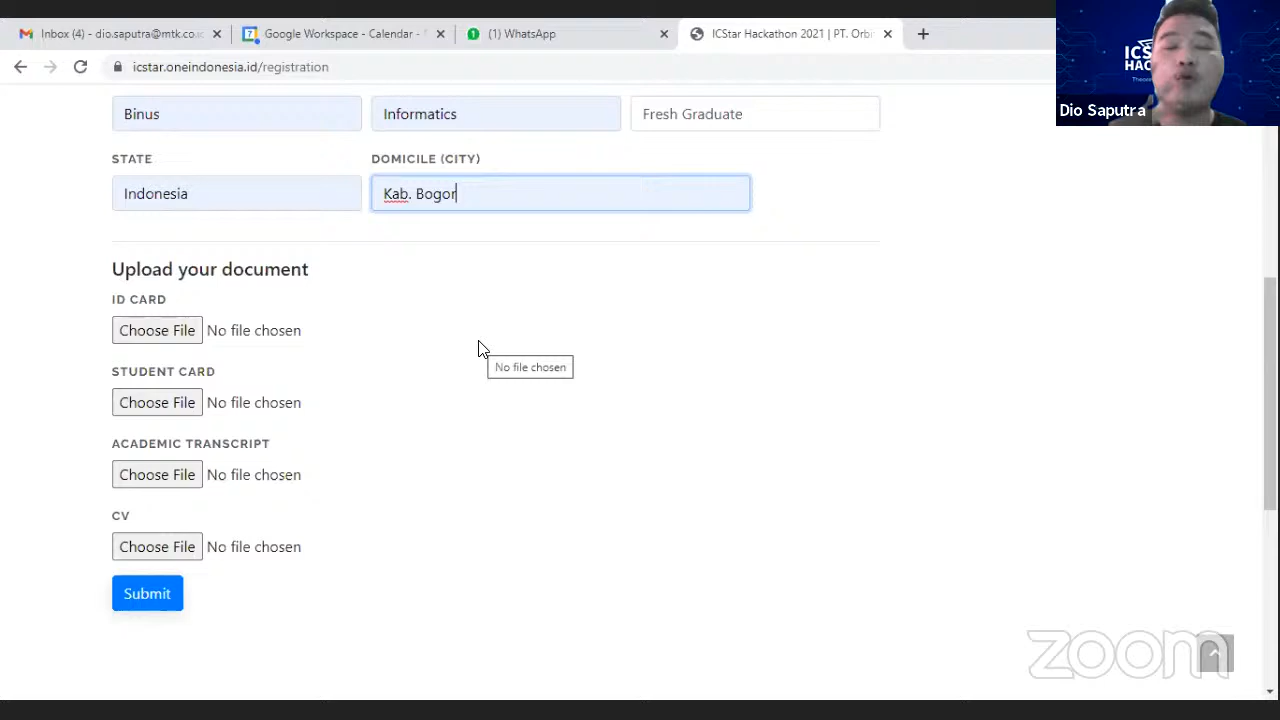 Inbox (4) - dio.saputra@mtk.co.ic
Google Workspace - Calendar -
(1) WhatsApp
ICStar Hackathon 2021 | PT. Orbi
icstar.oneindonesia.id/registration
Dio Saputra
Binus
Informatics
Fresh Graduate
STATE
DOMICILE (CITY)
Indonesia
Kab. Bogor
Upload your document
ID CARD
Choose File No file chosen
No file chosen
STUDENT CARD
Choose File No file chosen
ACADEMIC TRANSCRIPT
Choose File No file chosen
CV
Choose File No file chosen
Submit
zoom